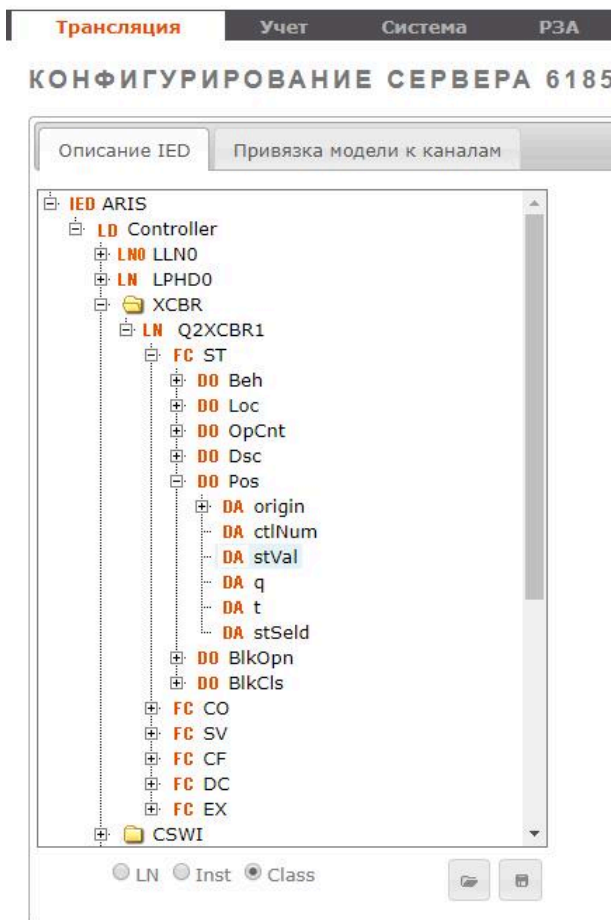 Трансляция Учет Система РЗА
КОНФИГУРИРОВАНИЕ СЕРВЕРА 6185
Описание IED Привязка модели к каналам
IED ARIS
LD Controller
LN0 LLN0
LN LPHD0
XCBR
LN Q2XCBR1
FC ST
DO Beh
DO Loc
DO OpCnt
DO Dsc
DO Pos
DA origin
DA ctlNum
DA stVal
DA q
DA t
DA stSeld
DO BlkOpn
DO BlkCls
FC CO
FC SV
FC CF
FC DC
FC EX
CSWI
LN Inst Class